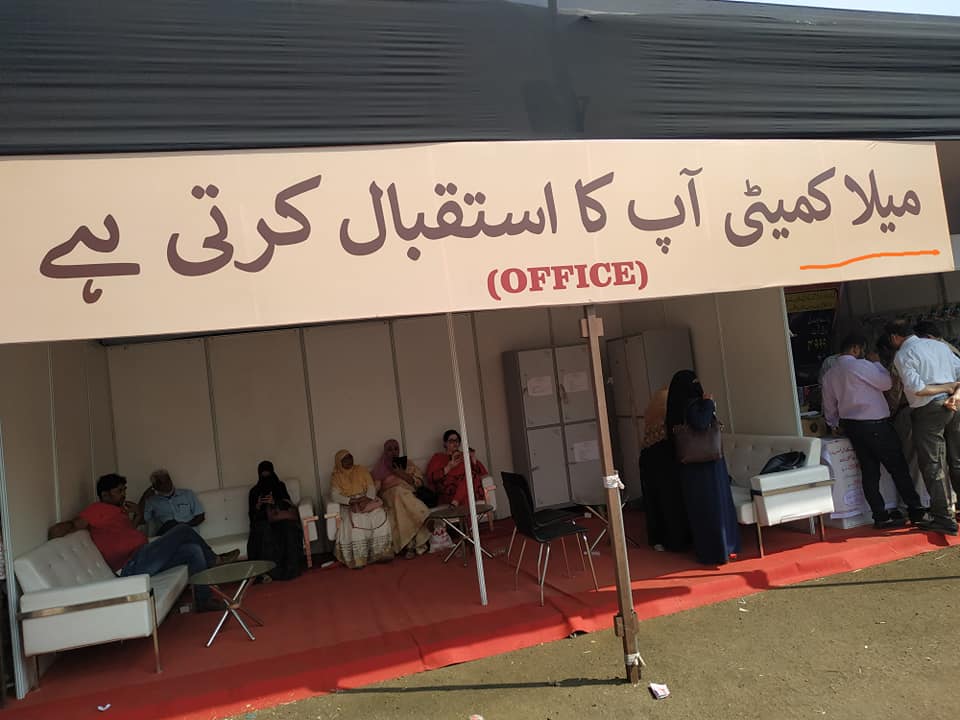 میلا کمیٹی آپ کا استقبال کرتی ہے
(OFFICE)